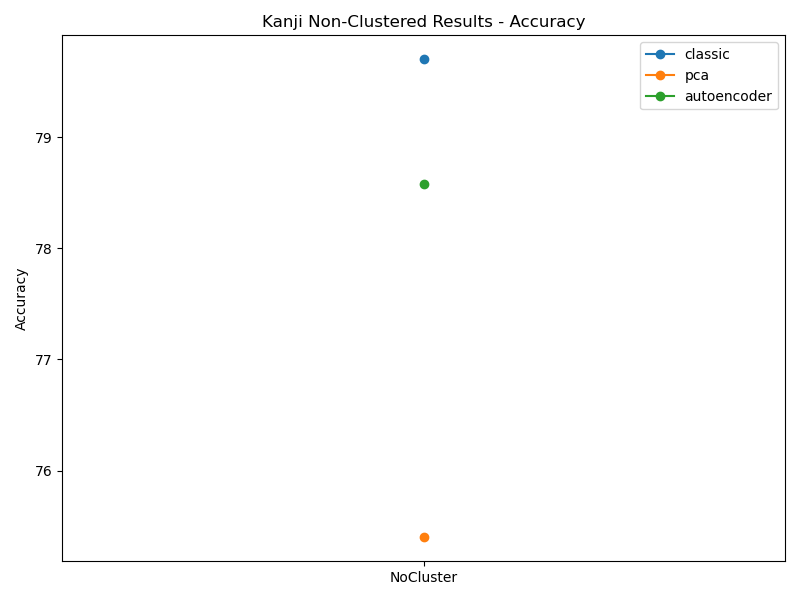 Kanji Non-Clustered Results - Accuracy
classic
pca
autoencoder
79
78
77
76
Accuracy
NoCluster